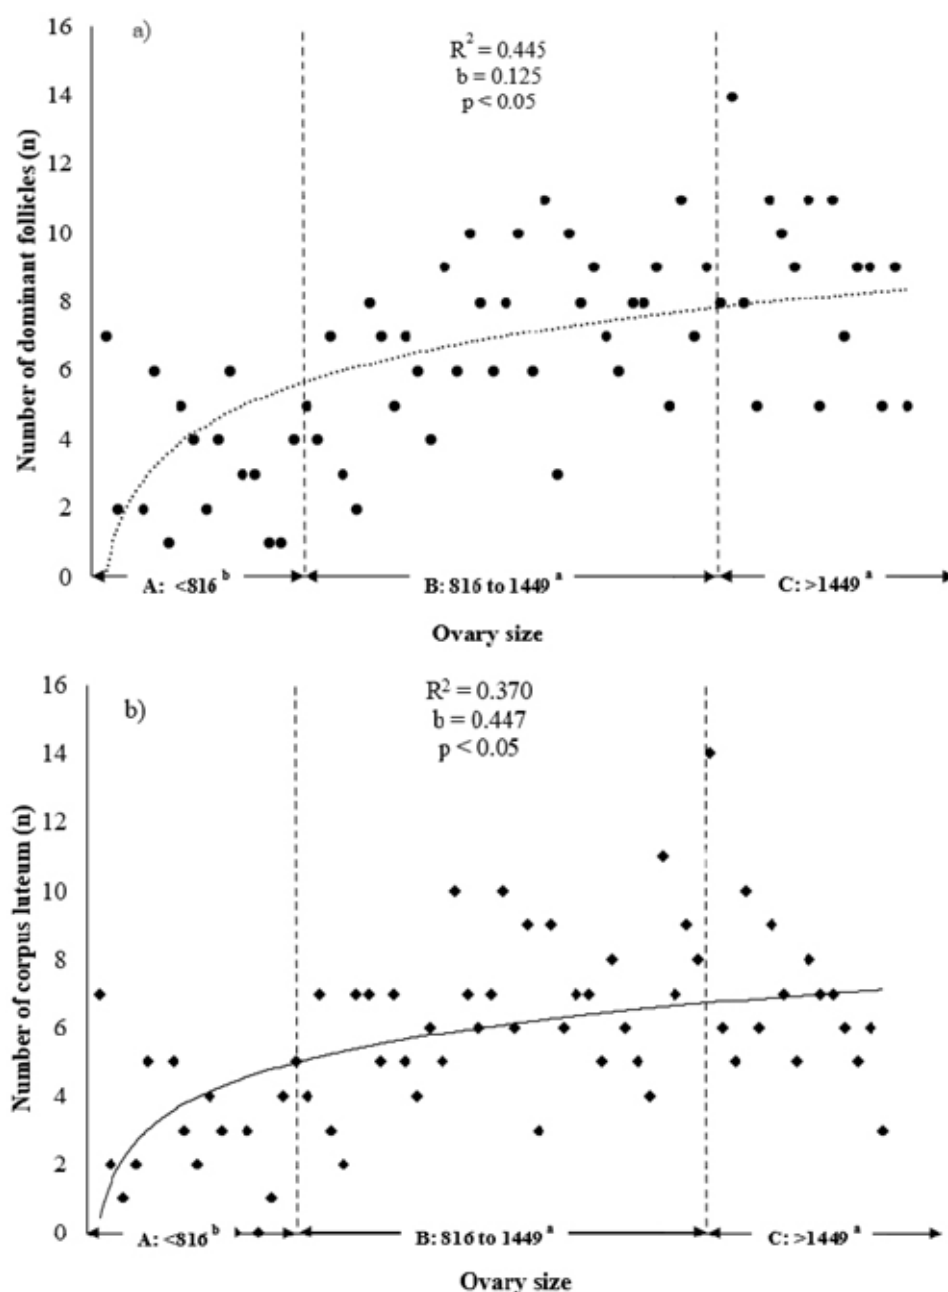 16
a)
R² = 0.445
b = 0.125
p < 0.05
14
12
10
8
6
4
2
0
Number of dominant follicles (n)
A: <816 b
B: 816 to 1449 a
C: >1449 a
Ovary size
16
b)
R² = 0.370
b = 0.447
p < 0.05
14
12
10
8
6
4
2
0
Number of corpus luteum (n)
A: <816 b
B: 816 to 1449 a
C: >1449 a
Ovary size